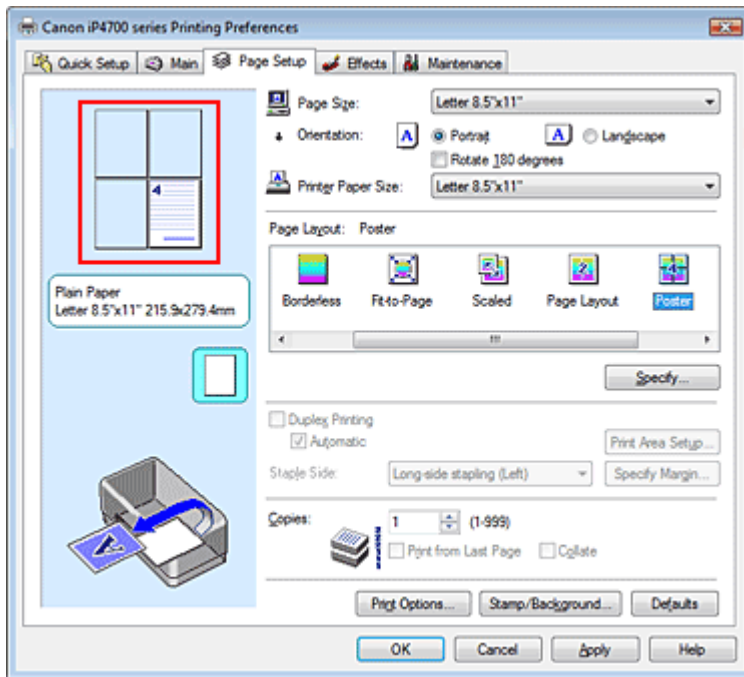 Canon iP4700 series Printing Preferences
Quick Setup Main Page Setup Effects Maintenance
4
Plain Paper
Letter 8.5"x11" 215.9x279.4mm
Page Size: Letter 8.5"x11"
Orientation: A Portrait A Landscape
Rotate 180 degrees
Printer Paper Size: Letter 8.5"x11"
Page Layout: Poster
Borderless Fit-to-Page Scaled Page Layout Poster
Specify...
Duplex Printing
Automatic Print Area Setup...
Staple Side: Long-side stapling (Left) Specify Margin...
Copies: 1 (1-999)
Print from Last Page Collate
Print Options... Stamp/Background... Defaults
OK Cancel Apply Help